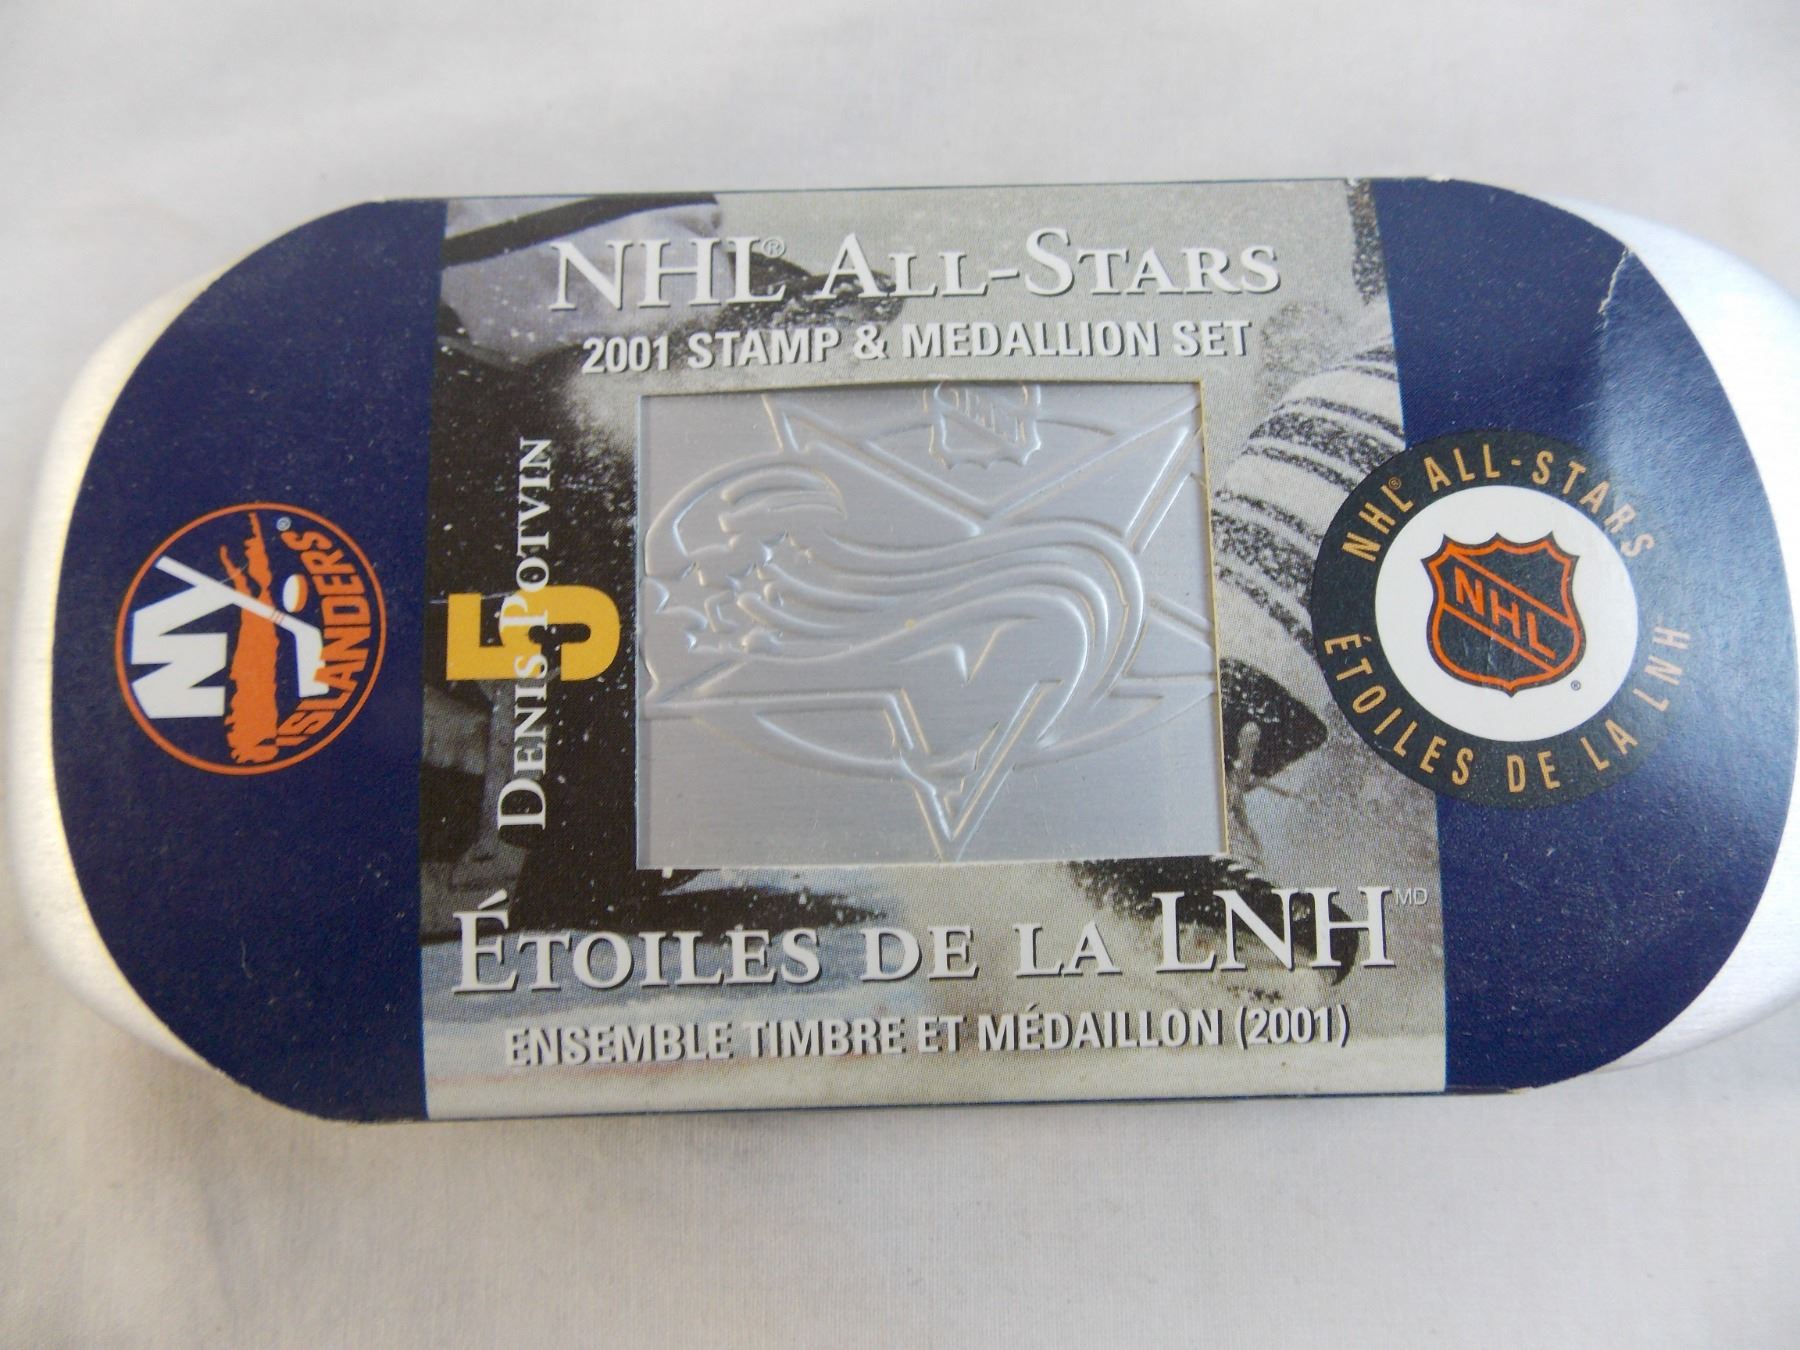 NHL® ALL-STARS
2001 STAMP & MEDALLION SET
NY
ISLANDERS
®
5
DENIS POTVIN
NHL
NHL® ALL-STARS
NHL
®
ÉTOILES DE LA LNH
ÉTOILES DE LA LNH MD
ENSEMBLE TIMBRE ET MÉDAILLON (2001)